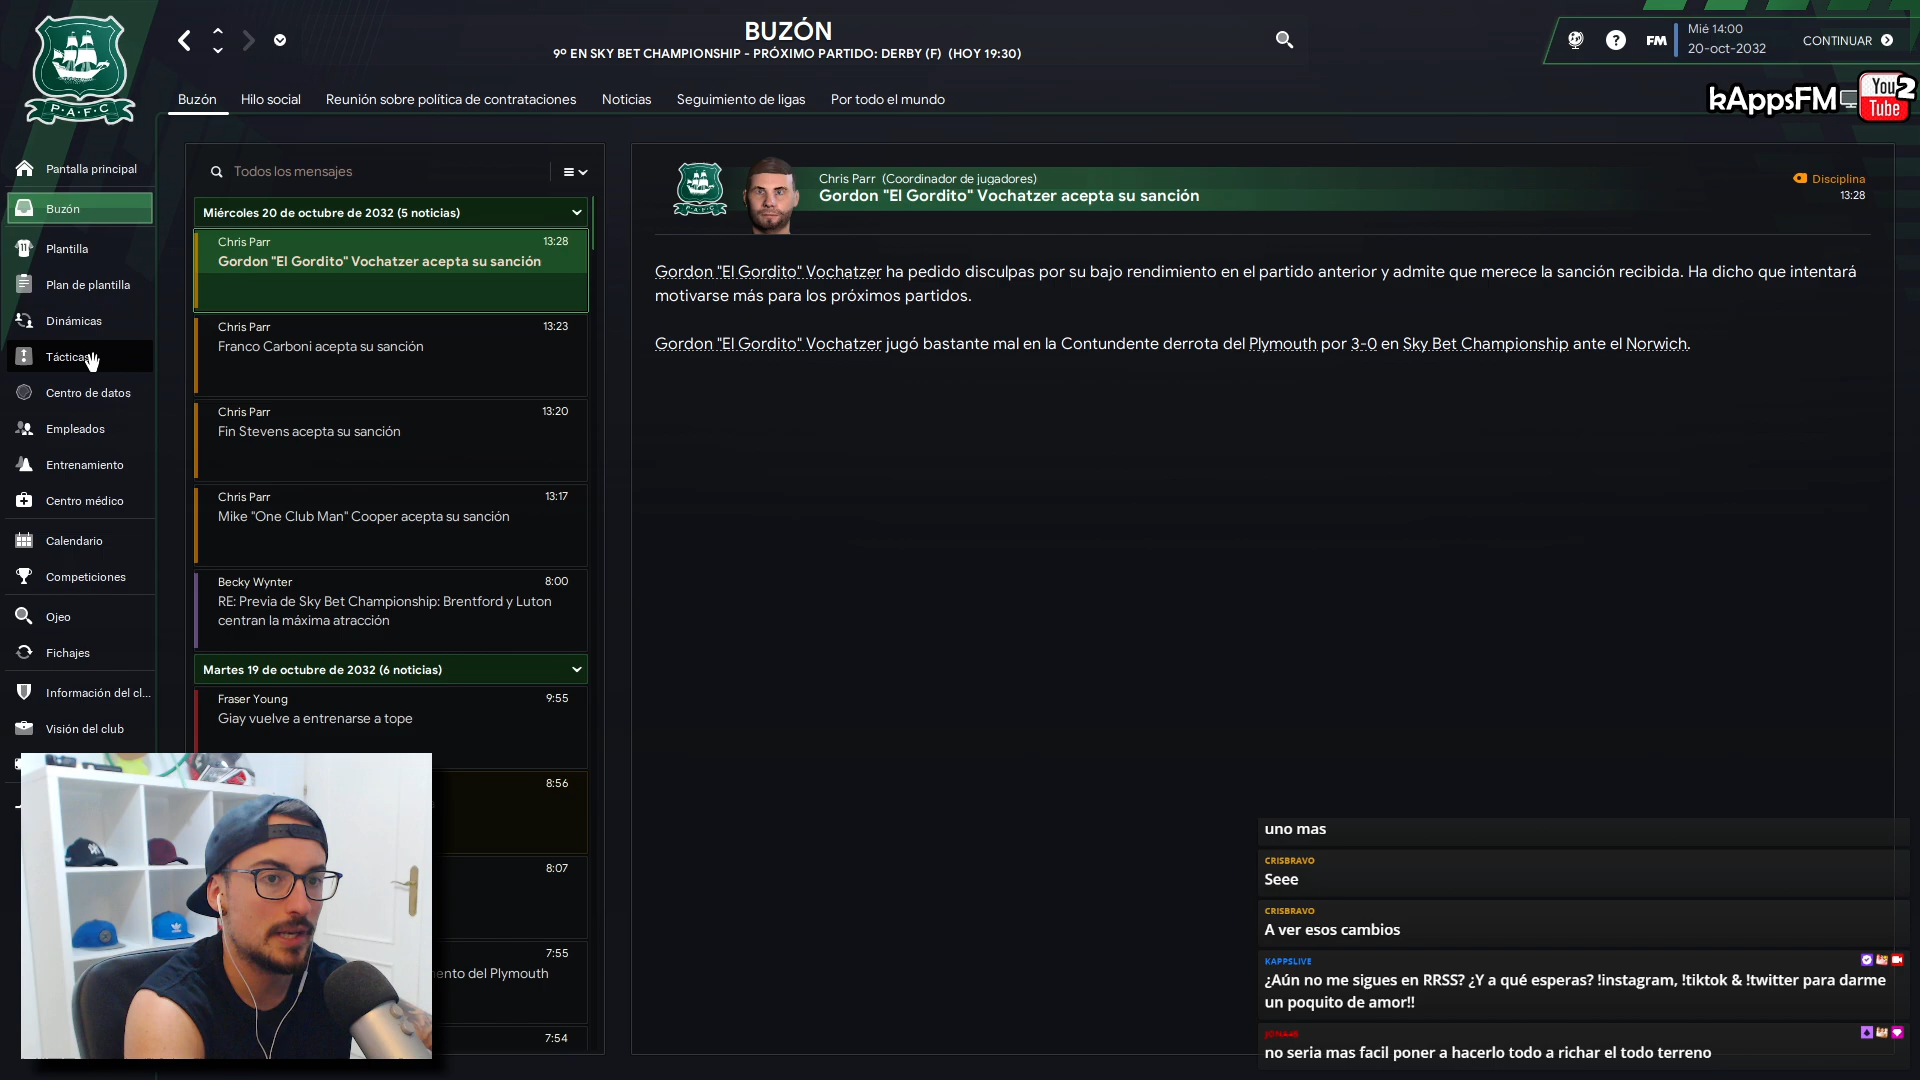 P·A·F·C
BUZÓN
9º EN SKY BET CHAMPIONSHIP - PRÓXIMO PARTIDO: DERBY (F) (HOY 19:30)
FM
Mié 14:00
20-oct-2032
CONTINUAR
Buzón
Hilo social
Reunión sobre política de contrataciones
Noticias
Seguimiento de ligas
Por todo el mundo
kAppsFM
You2
Tube
Pantalla principal
Buzón
Plantilla
Plan de plantilla
Dinámicas
Tácticas
Centro de datos
Empleados
Entrenamiento
Centro médico
Calendario
Competiciones
Ojeo
Fichajes
Información del cl...
Visión del club
Todos los mensajes
Miércoles 20 de octubre de 2032 (5 noticias)
Chris Parr 13:28
Gordon "El Gordito" Vochatzer acepta su sanción
Chris Parr 13:23
Franco Carboni acepta su sanción
Chris Parr 13:20
Fin Stevens acepta su sanción
Chris Parr 13:17
Mike "One Club Man" Cooper acepta su sanción
Becky Wynter 8:00
RE: Previa de Sky Bet Championship: Brentford y Luton
centran la máxima atracción
Martes 19 de octubre de 2032 (6 noticias)
Fraser Young 9:55
Giay vuelve a entrenarse a tope
8:56
8:07
7:55
ento del Plymouth
7:54
Chris Parr (Coordinador de jugadores)
Gordon "El Gordito" Vochatzer acepta su sanción
Disciplina
13:28
Gordon "El Gordito" Vochatzer ha pedido disculpas por su bajo rendimiento en el partido anterior y admite que merece la sanción recibida. Ha dicho que intentará
motivarse más para los próximos partidos.
Gordon "El Gordito" Vochatzer jugó bastante mal en la Contundente derrota del Plymouth por 3-0 en Sky Bet Championship ante el Norwich.
uno mas
CRISBRAVO
Seee
CRISBRAVO
A ver esos cambios
KAPPSLIVE
¿Aún no me sigues en RRSS? ¿Y a qué esperas? !instagram, !tiktok & !twitter para darme
un poquito de amor!!
no seria mas facil poner a hacerlo todo a richar el todo terreno